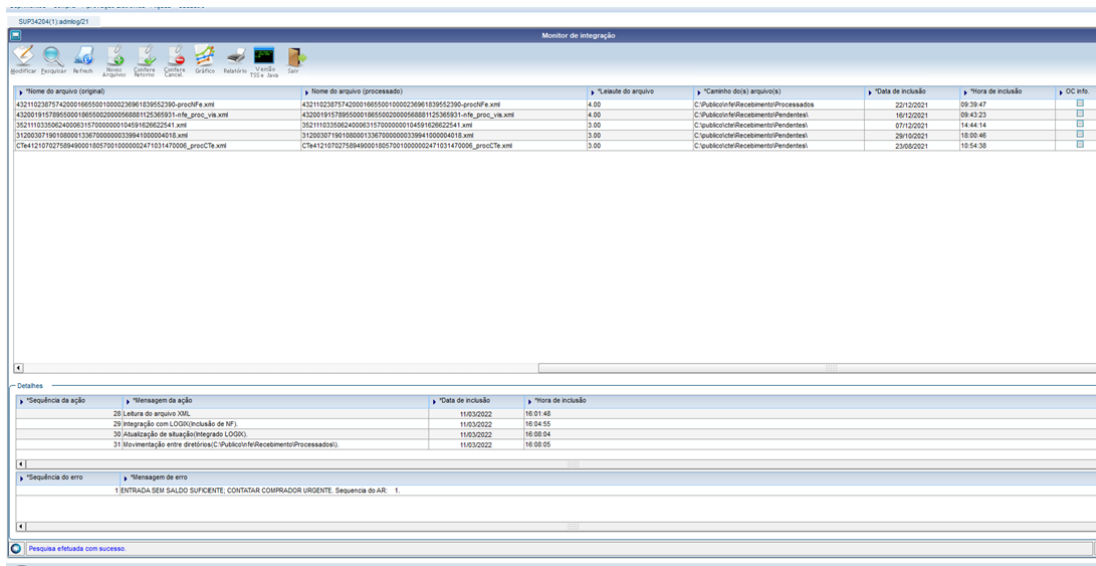 SUP34204(1):admlog/21
Monitor de integração
Modificar Pesquisar Refresh Novos Arquivos Confere Retorno Confere Cancel. Gráfico Relatório Versão TSS e Java Sair
*Nome do arquivo (original) Nome do arquivo (processado) *Leiaute do arquivo *Caminho do(s) arquivo(s) *Data de inclusão *Hora de inclusão OC info.
43211023875742000166550010000236961839552390-procNFe.xml 43211023875742000166550010000236961839552390-procNFe.xml 4.00 C:\Publico\nfe\Recebimento\Processados 22/12/2021 09:39:47
43200191578955000186550020000568881125365931-nfe_proc_vis.xml 43200191578955000186550020000568881125365931-nfe_proc_vis.xml 4.00 C:\Publico\nfe\Recebimento\Pendentes\ 16/12/2021 09:43:23
35211103350624000631570000000104591626622541.xml 35211103350624000631570000000104591626622541.xml 3.00 C:\publico\cte\Recebimento\Pendentes\ 07/12/2021 14:44:14
31200307190108000133670000000339941000004018.xml 31200307190108000133670000000339941000004018.xml 3.00 C:\publico\cte\Recebimento\Pendentes\ 29/10/2021 18:00:46
CTe41210702758949000180570010000002471031470006_procCTe.xml CTe41210702758949000180570010000002471031470006_procCTe.xml 3.00 C:\publico\cte\Recebimento\Pendentes\ 23/08/2021 10:54:38
Detalhes
*Sequência da ação *Mensagem da ação *Data de inclusão *Hora de inclusão
28 Leitura do arquivo XML 11/03/2022 16:01:48
29 Integração com LOGIX(Inclusão de NF). 11/03/2022 16:04:55
30 Atualização de situação(Integrado LOGIX). 11/03/2022 16:08:04
31 Movimentação entre diretórios(C:\Publico\nfe\Recebimento\Processados\). 11/03/2022 16:08:05
*Sequência do erro *Mensagem de erro
1 ENTRADA SEM SALDO SUFICIENTE; CONTATAR COMPRADOR URGENTE. Sequencia do AR: 1.
Pesquisa efetuada com sucesso.